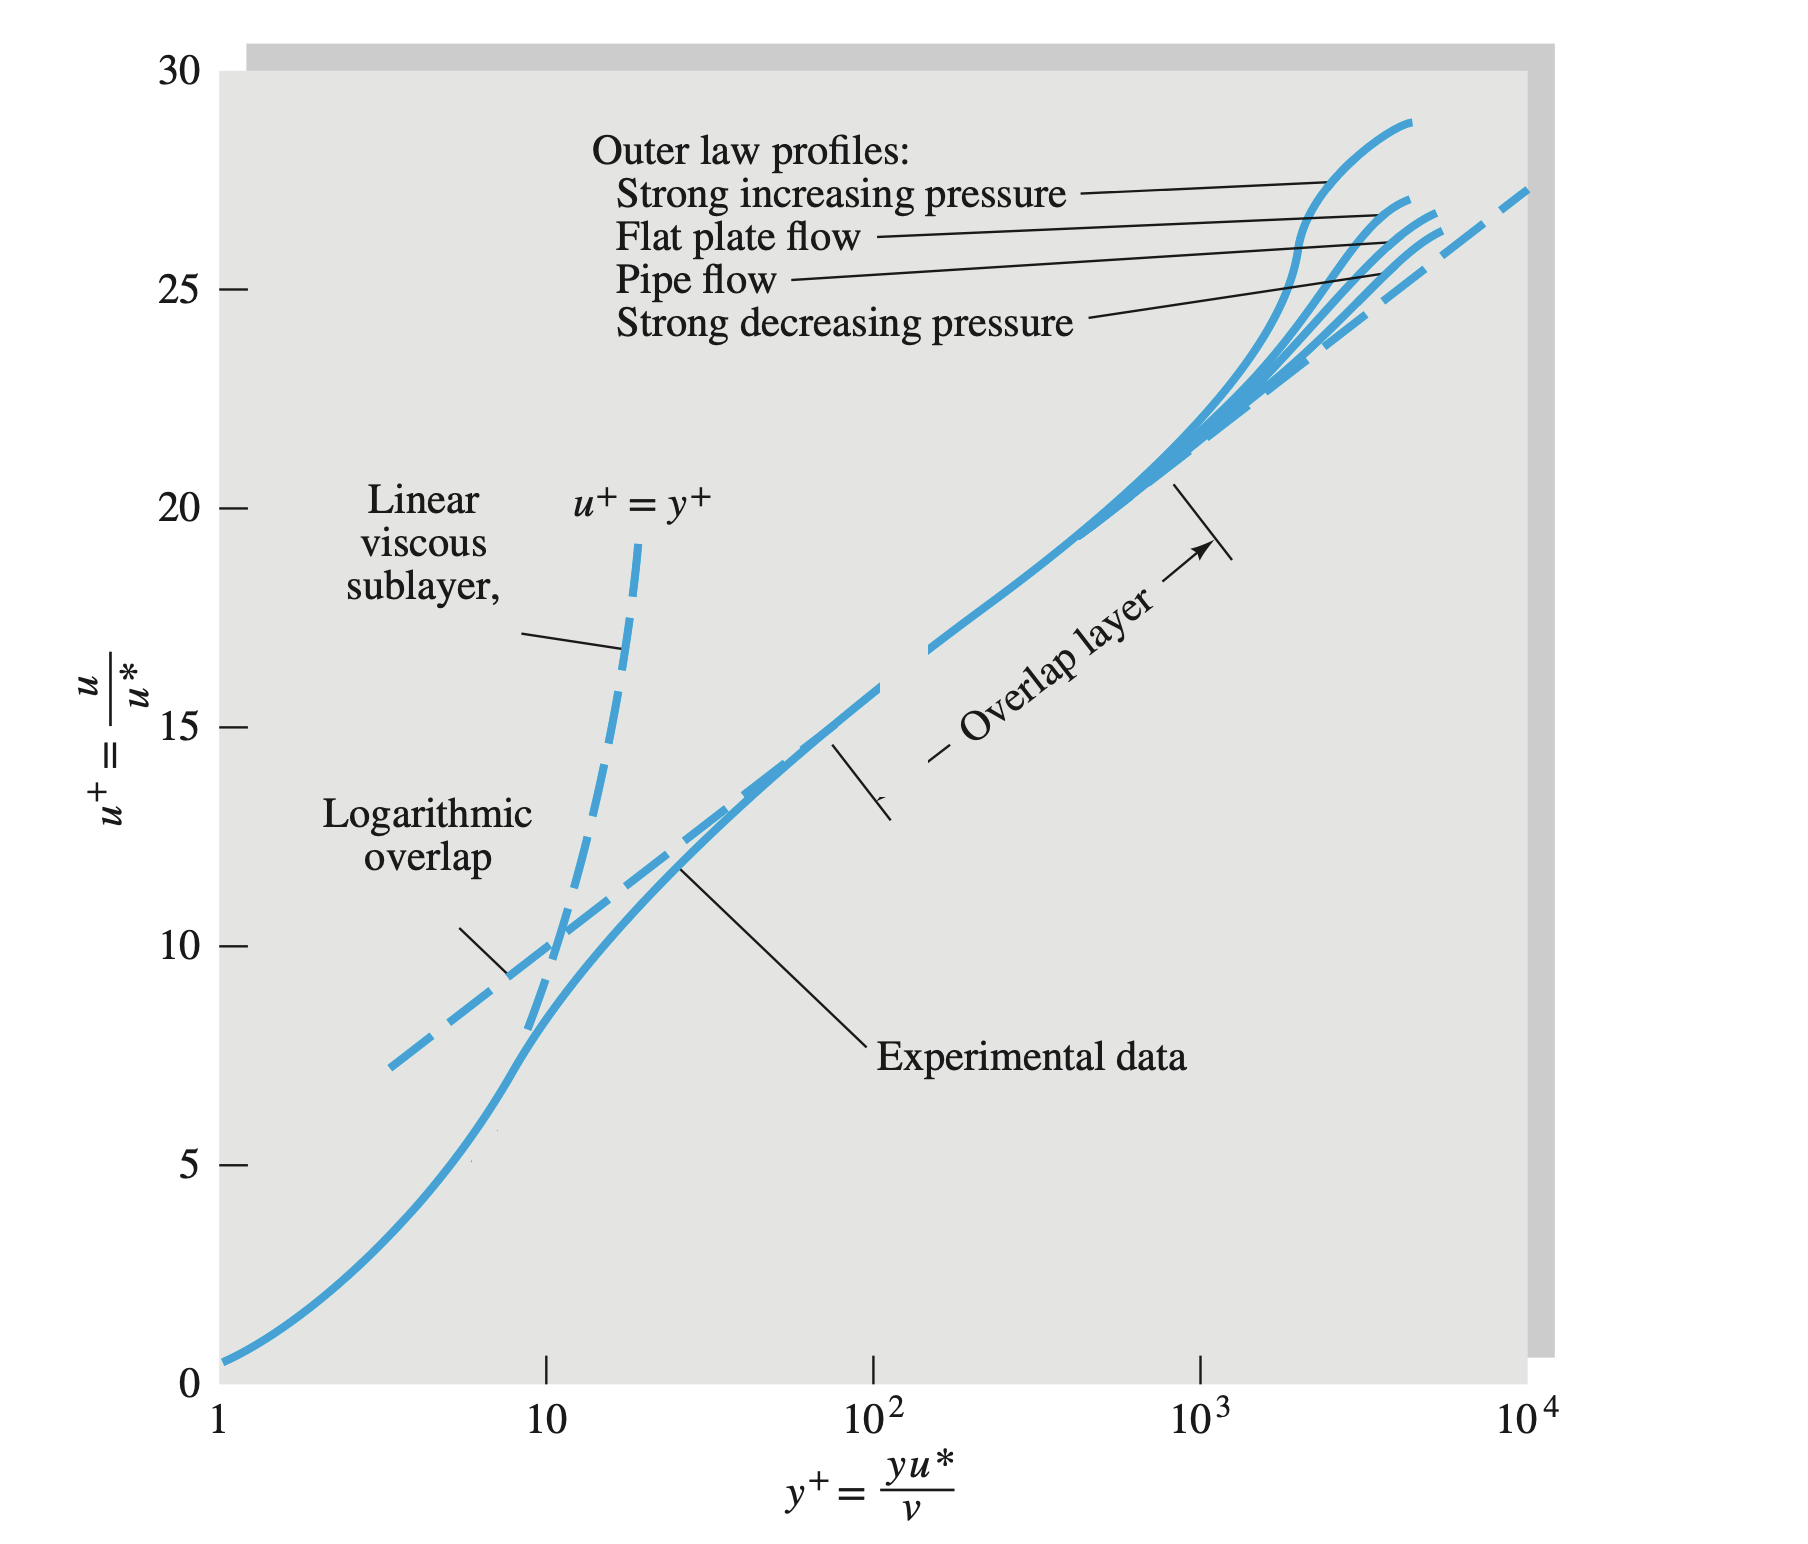 30
Outer law profiles:
Strong increasing pressure
Flat plate flow
Pipe flow
Strong decreasing pressure
25
Linear
viscous
sublayer,
u⁺ = y⁺
20
Overlap layer
u⁺ = u/u*
15
Logarithmic
overlap
10
Experimental data
5
0
1 10 10² 10³ 10⁴
y⁺ = yu*/ν